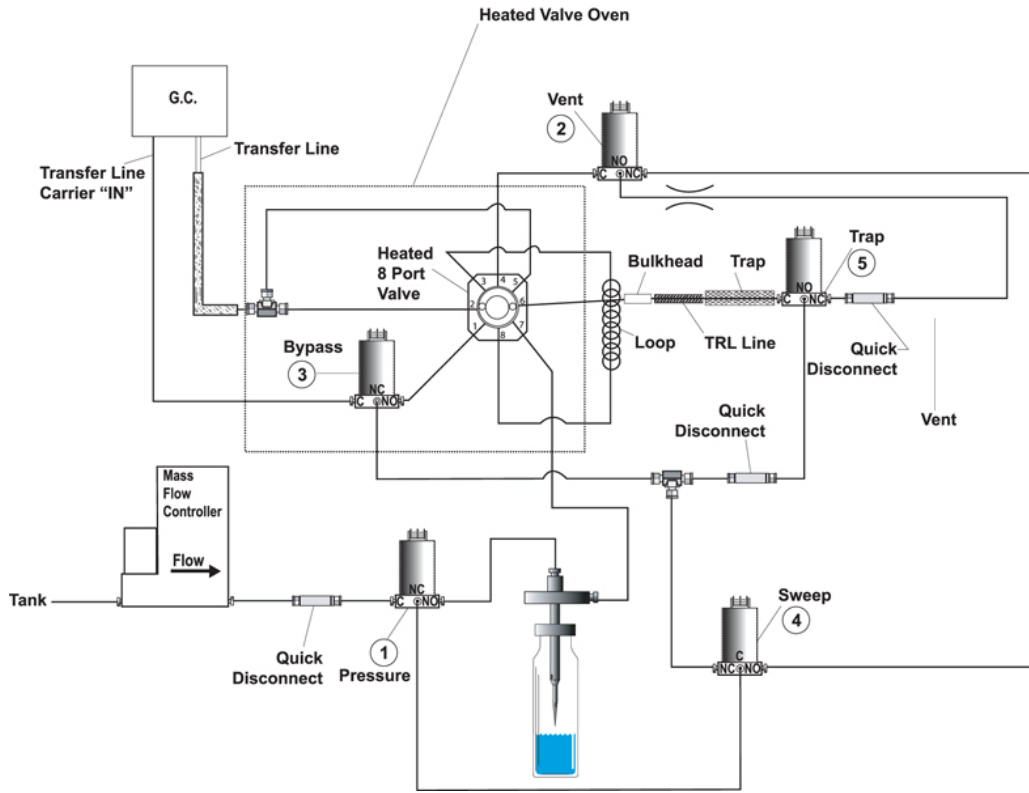 Heated Valve Oven
G.C.
Transfer Line
Transfer Line
Carrier “IN”
Vent
2
NO
C
NC
Heated
8 Port
Valve
3
4
5
2
6
1
7
8
Bulkhead
Trap
Trap
5
NO
C
NC
Loop
TRL Line
Quick
Disconnect
Vent
Bypass
3
NC
C
NO
Quick
Disconnect
Mass
Flow
Controller
Flow
Tank
NC
C
NO
Quick
Disconnect
1
Pressure
Sweep
4
C
NC
NO